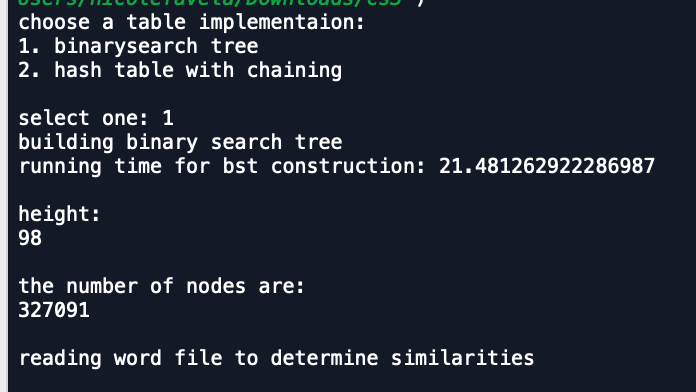 choose a table implementaion:
1. binarysearch tree
2. hash table with chaining
select one: 1
building binary search tree
running time for bst construction: 21.481262922286987
height:
98
the number of nodes are:
327091
reading word file to determine similarities